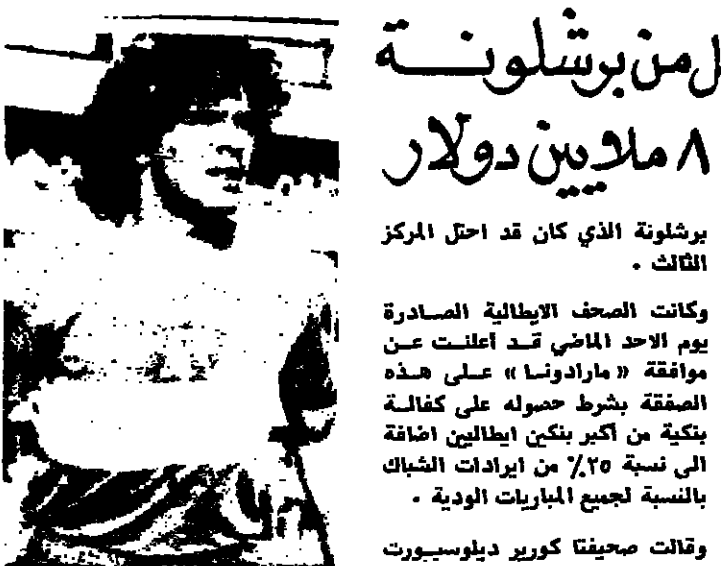 ل من برشلونة
٨ ملايين دولار
برشلونة الذي كان قد احتل المركز
الثالث .
وكانت الصحف الايطالية الصادرة
يوم الاحد الماضي قد أعلنت عن
موافقة « مارادونا » على هذه
الصفقة بشرط حصوله على كفالة
بنكية من أكبر بنكين ايطاليين اضافة
الى نسبة ٢٥٪ من ايرادات الشباك
بالنسبة لجميع المباريات الودية .
وقالت صحيفتا كورير ديلوسبورت